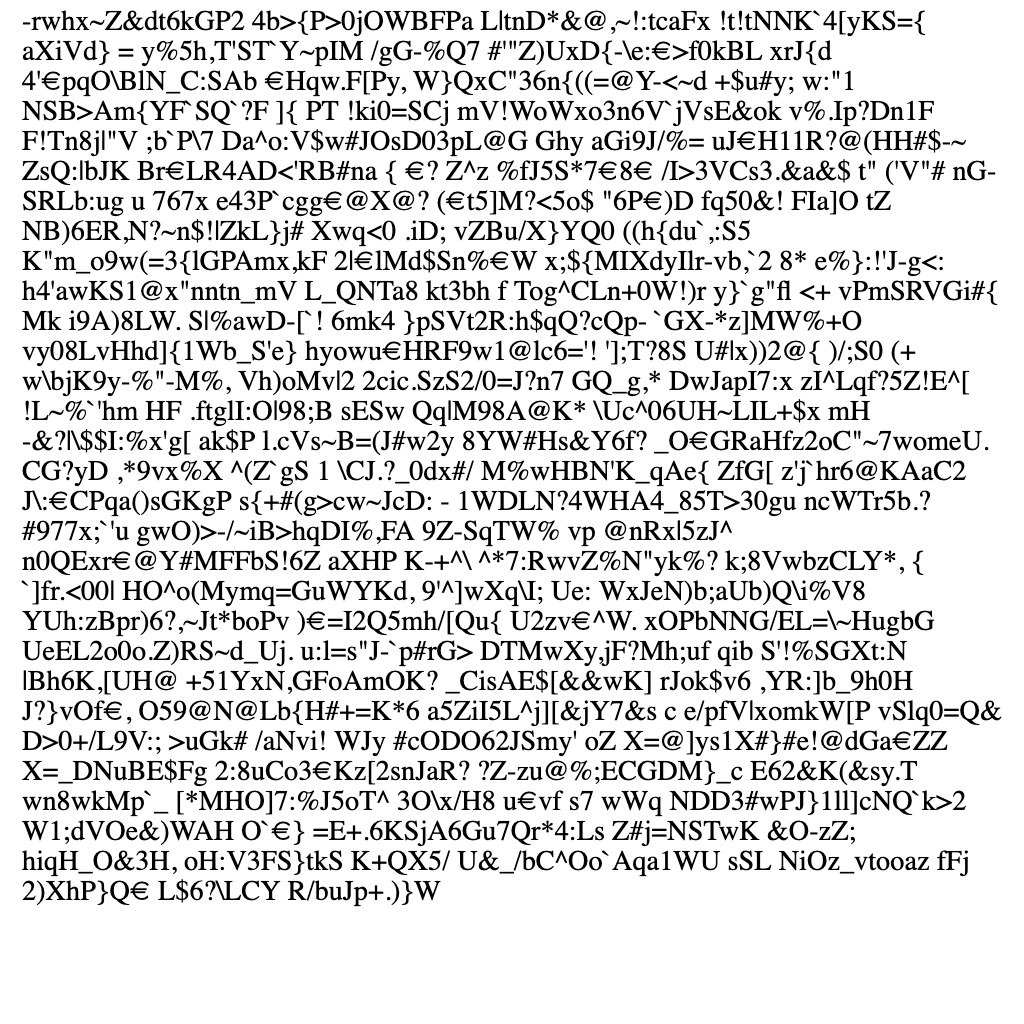 -rwhx~Z&dt6kGP2 4b>{P>0jOWBFPa L|tnD*&@,~!:tcaFx !t!tNNK`4[yKS={
aXiVd} = y%5h,T'ST`Y~pIM /gG-%Q7 #'"Z)UxD{-\e:€>f0kBL xrJ{d
4'€pqO\BlN_C:SAb €Hqw.F[Py, W}QxC"36n{((=@Y-<~d +$u#y; w:"1
NSB>Am{YF`SQ`?F ]{ PT !ki0=SCj mV!WoWxo3n6V`jVsE&ok v%.Ip?Dn1F
F!Tn8j|"V ;b`P\7 Da^o:V$w#JOsD03pL@G Ghy aGi9J/%= uJ€H11R?@(HH#$-~
ZsQ:|bJK Br€LR4AD<'RB#na { €? Z^z %fJ5S*7€8€ /I>3VCs3.&a&$ t" ('V"# nG-
SRLb:ug u 767x e43P`cgg€@X@? (€t5]M?<5o$ "6P€)D fq50&! FIa]O tZ
NB)6ER,N?~n$!|ZkL}j# Xwq<0 .iD; vZBu/X}YQ0 ((h{du`,:S5
K"m_o9w(=3{lGPAmx,kF 2|€lMd$Sn%€W x;${MIXdyIlr-vb,`2 8* e%}:!'J-g<:
h4'awKS1@x"nntn_mV L_QNTa8 kt3bh f Tog^CLn+0W!)r y}`g"fl <+ vPmSRVGi#{
Mk i9A)8LW. S|%awD-[`! 6mk4 }pSVt2R:h$qQ?cQp- `GX-*z]MW%+O
vy08LvHhd]{1Wb_S'e} hyowu€HRF9w1@lc6='! '];T?8S U#|x))2@{ )/;S0 (+
w\bjK9y-%"-M%, Vh)oMv|2 2cic.SzS2/0=J?n7 GQ_g,* DwJapI7:x zI^Lqf?5Z!E^[
!L~%`'hm HF .ftglI:O|98;B sESw Qq|M98A@K* \Uc^06UH~LIL+$x mH
-&?|\$$I:%x'g[ ak$P l.cVs~B=(J#w2y 8YW#Hs&Y6f? _O€GRaHfz2oC"~7womeU.
CG?yD ,*9vx%X ^(Z`gS 1 \CJ.?_0dx#/ M%wHBN'K_qAe{ ZfG[ z'j`hr6@KAaC2
J\:€CPqa()sGKgP s{+#(g>cw~JcD: - 1WDLN?4WHA4_85T>30gu ncWTr5b.?
#977x;`'u gwO)>-/~iB>hqDI%,FA 9Z-SqTW% vp @nRx|5zJ^
n0QExr€@Y#MFFbS!6Z aXHP K-+^\ ^*7:RwvZ%N"yk%? k;8VwbzCLY*, {
`]fr.<00| HO^o(Mymq=GuWYKd, 9'^]wXq\I; Ue: WxJeN)b;aUb)Q\i%V8
YUh:zBpr)6?,~Jt*boPv )€=I2Q5mh/[Qu{ U2zv€^W. xOPbNNG/EL=\~HugbG
UeEL2o0o.Z)RS~d_Uj. u:l=s"J-`p#rG> DTMwXy,jF?Mh;uf qib S'!%SGXt:N
|Bh6K,[UH@ +51YxN,GFoAmOK? _CisAE$[&&wK] rJok$v6 ,YR:]b_9h0H
J?}vOf€, O59@N@Lb{H#+=K*6 a5ZiI5L^j][&jY7&s c e/pfV|xomkW[P vSlq0=Q&
D>0+/L9V:; >uGk# /aNvi! WJy #cODO62JSmy' oZ X=@]ys1X#}#e!@dGa€ZZ
X=_DNuBE$Fg 2:8uCo3€Kz[2snJaR? ?Z-zu@%;ECGDM}_c E62&K(&sy.T
wn8wkMp`_ [*MHO]7:%J5oT^ 3O\x/H8 u€vf s7 wWq NDD3#wPJ}1ll]cNQ`k>2
W1;dVOe&)WAH O`€} =E+.6KSjA6Gu7Qr*4:Ls Z#j=NSTwK &O-zZ;
hiqH_O&3H, oH:V3FS}tkS K+QX5/ U&_/bC^Oo`Aqa1WU sSL NiOz_vtooaz fFj
2)XhP}Q€ L$6?\LCY R/buJp+.)}W